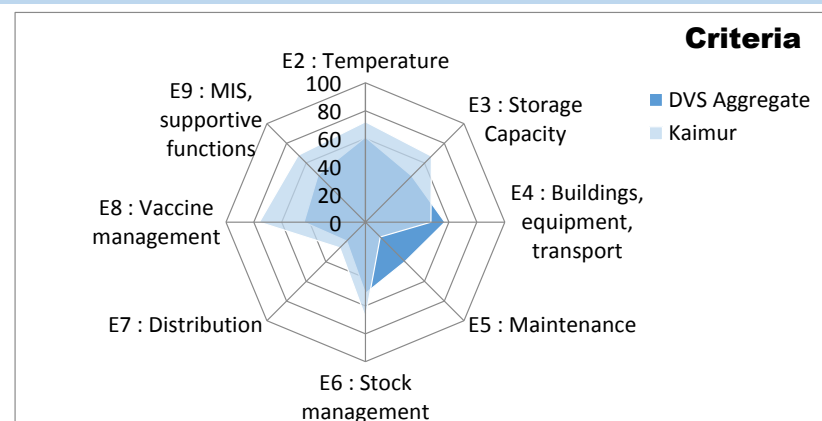 Criteria
E2 : Temperature
100
80
60
40
20
0
E3 : Storage
Capacity
E4 : Buildings,
equipment,
transport
E5 : Maintenance
E6 : Stock
management
E7 : Distribution
E8 : Vaccine
management
E9 : MIS,
supportive
functions
DVS Aggregate
Kaimur